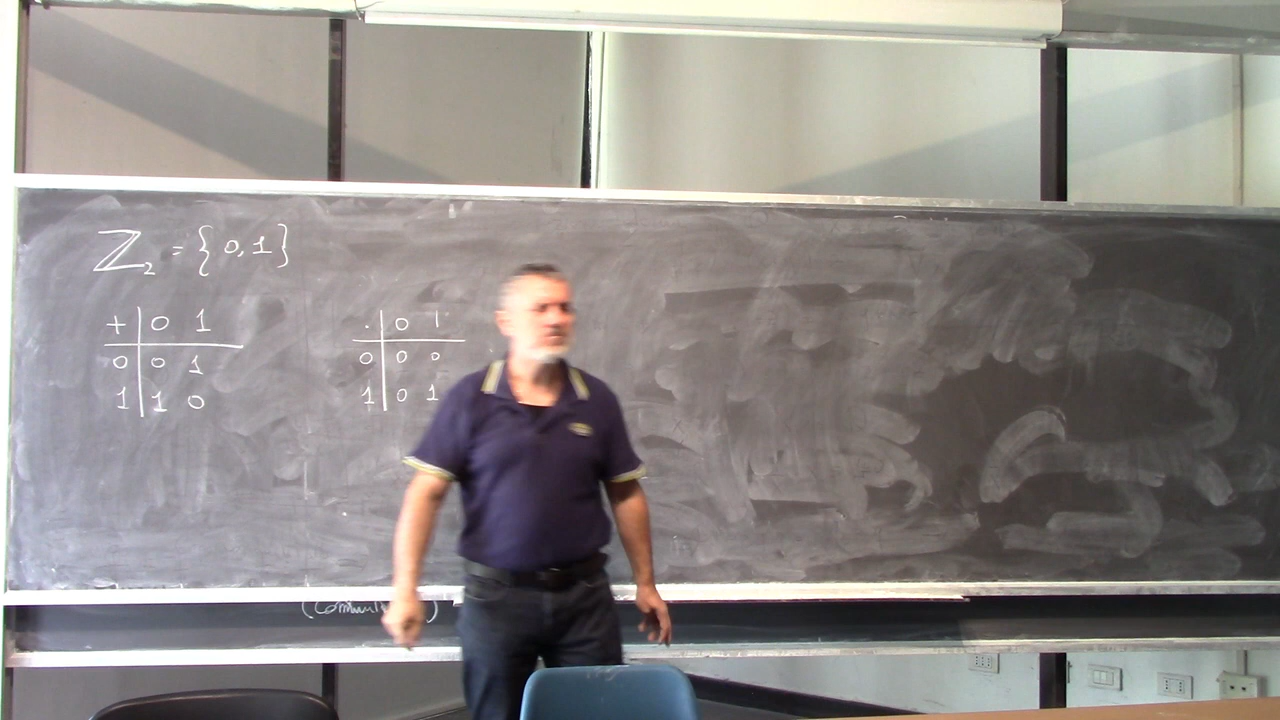 ℤ₂ = {0,1}
+ 0 1
0 0 1
1 1 0
· 0 1
0 0 0
1 0 1